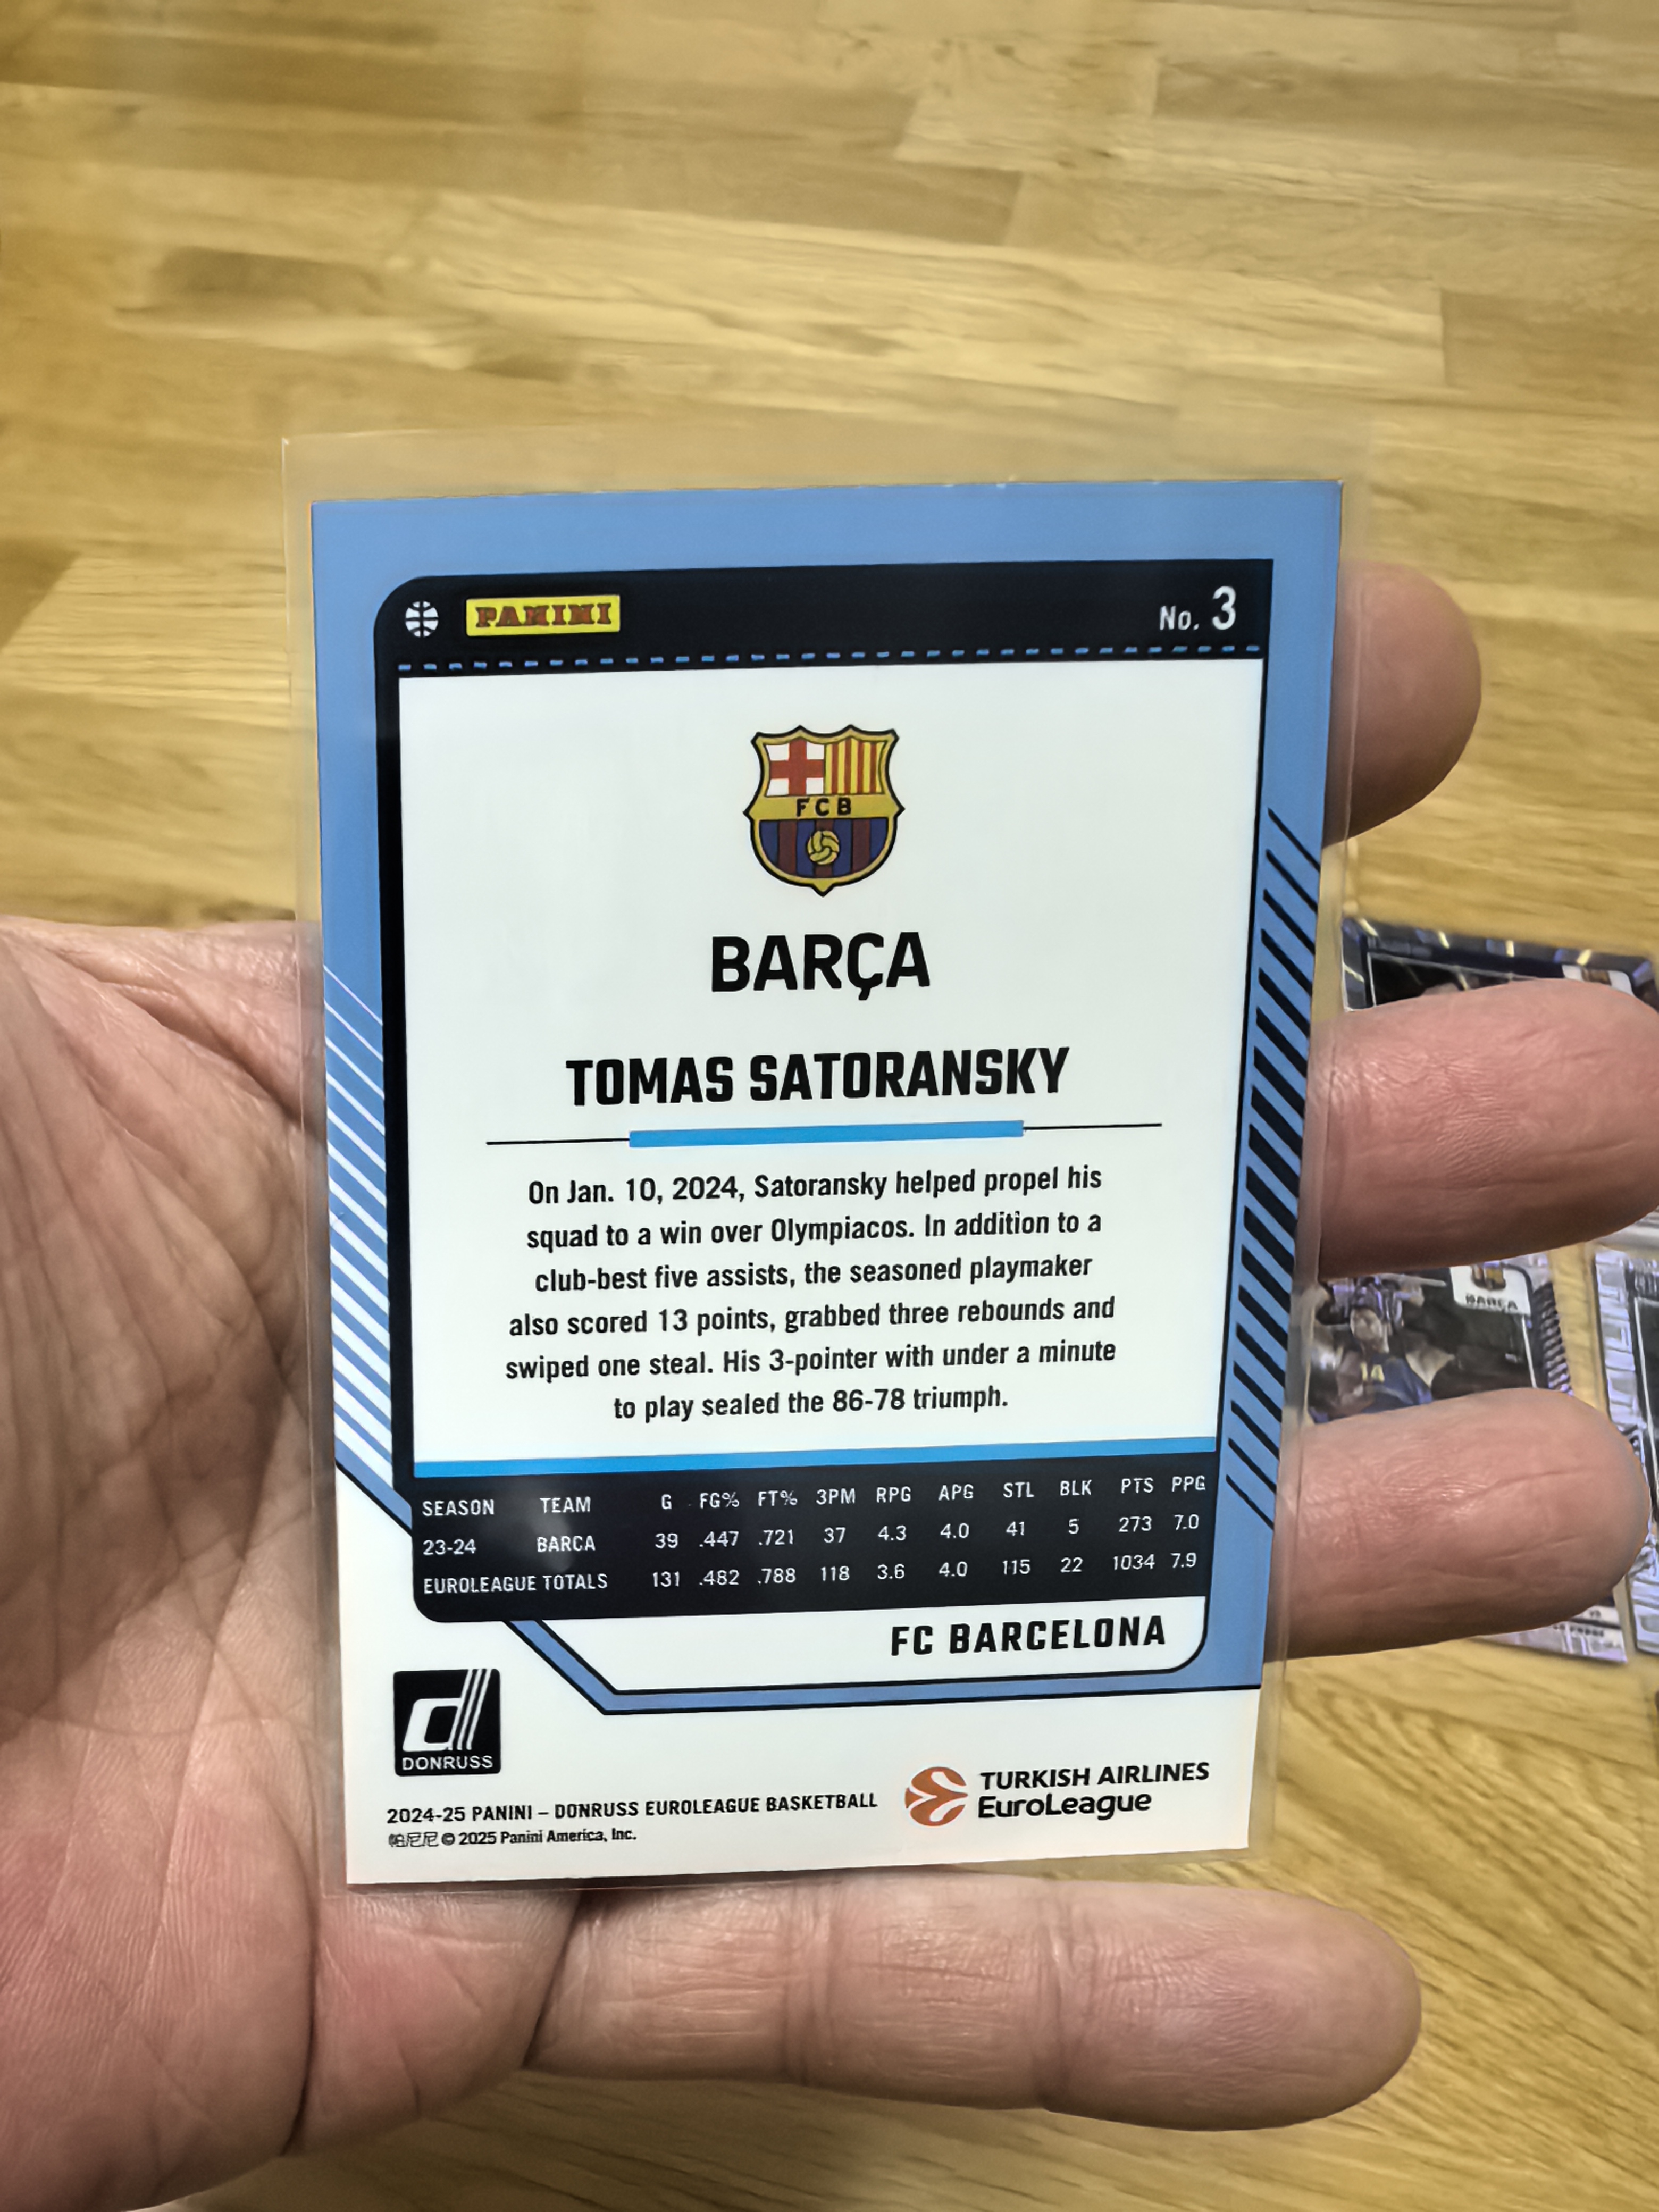 PANINI
No. 3
FCB
BARÇA
TOMAS SATORANSKY
On Jan. 10, 2024, Satoransky helped propel his
squad to a win over Olympiacos. In addition to a
club-best five assists, the seasoned playmaker
also scored 13 points, grabbed three rebounds and
swiped one steal. His 3-pointer with under a minute
to play sealed the 86-78 triumph.
SEASON TEAM G FG% FT% 3PM RPG APG STL BLK PTS PPG
23-24 BARCA 39 .447 .721 37 4.3 4.0 41 5 273 7.0
EUROLEAGUE TOTALS 131 .482 .788 118 3.6 4.0 115 22 1034 7.9
FC BARCELONA
d
DONRUSS
TURKISH AIRLINES
EuroLeague
2024-25 PANINI – DONRUSS EUROLEAGUE BASKETBALL
帕尼尼 © 2025 Panini America, Inc.
BARÇA
14